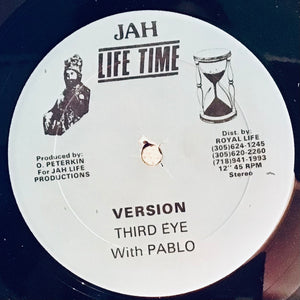 JAH
LIFE TIME
Produced by:
O. PETERKIN
For JAH LIFE
PRODUCTIONS
Dist. by:
ROYAL LIFE
(305)624-1245
(305)620-2260
(718)941-1993
12" 45 RPM
Stereo
VERSION
THIRD EYE
With PABLO